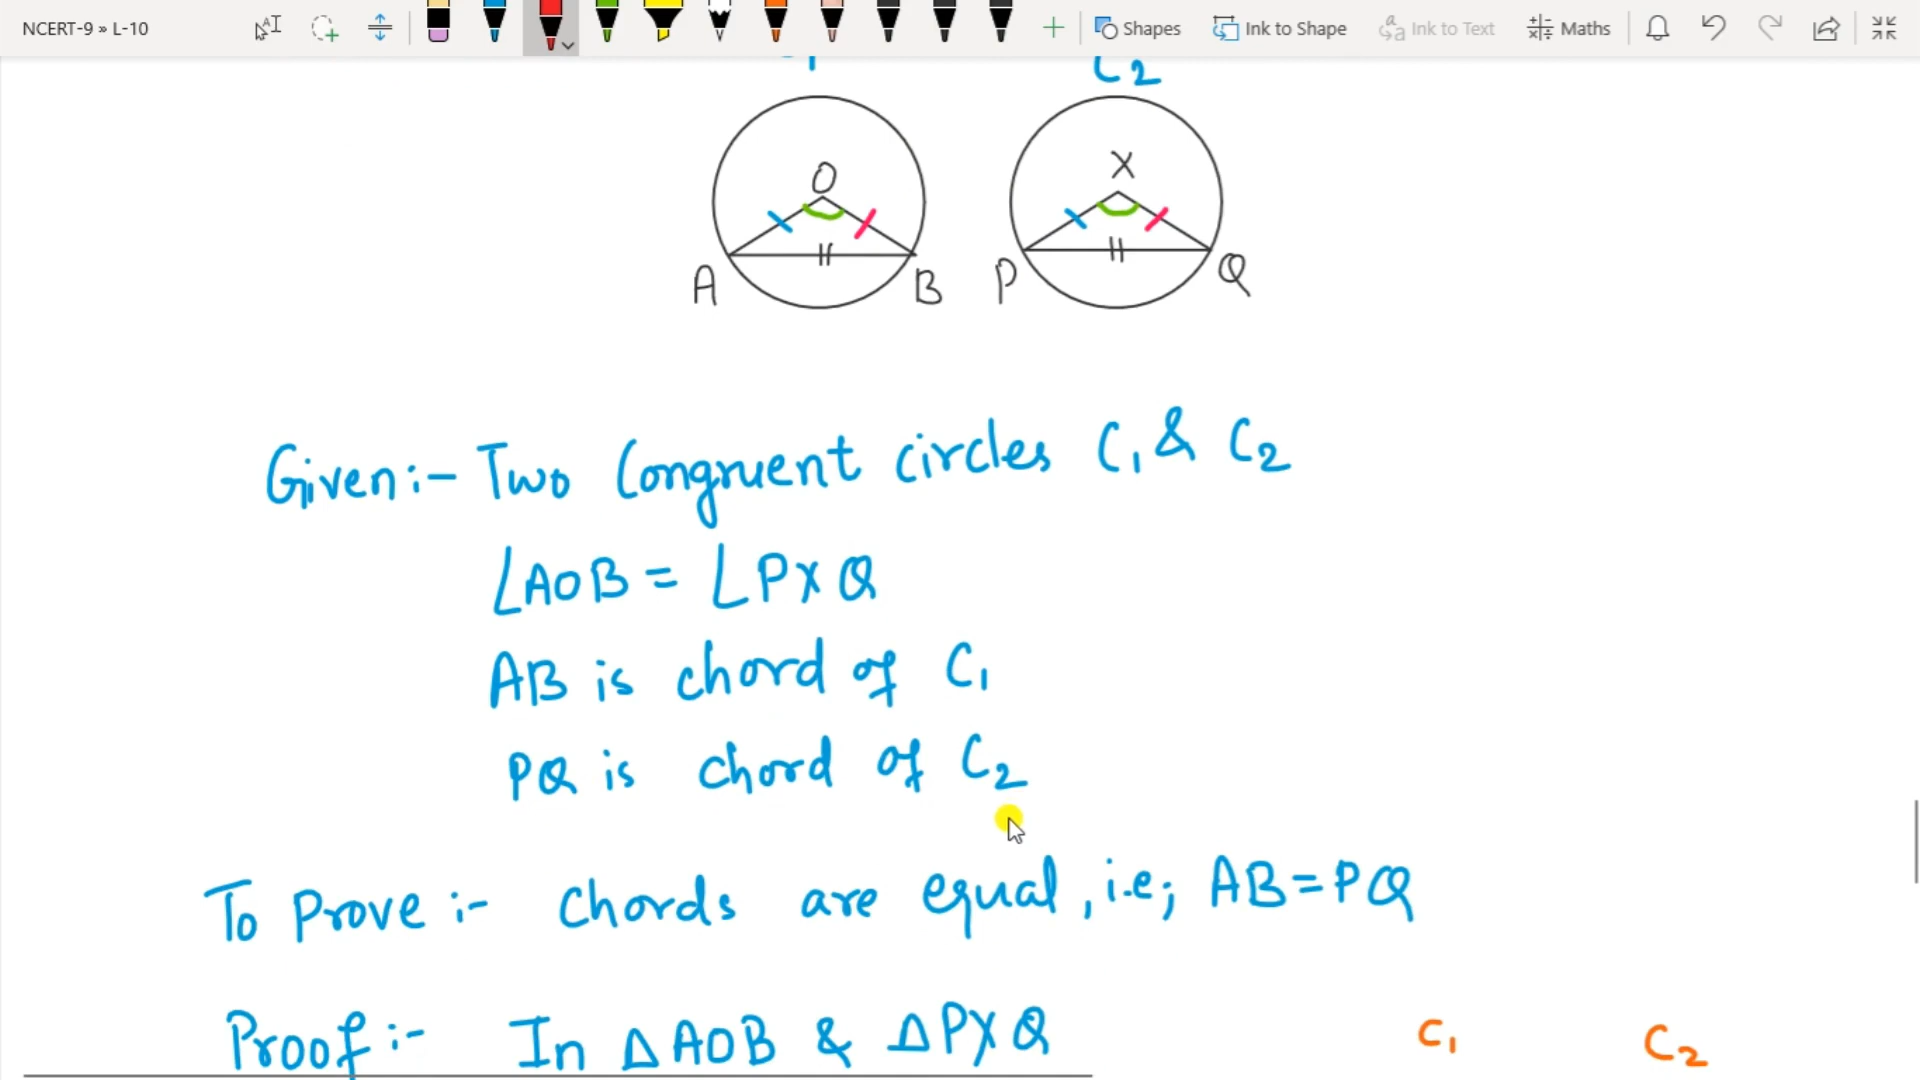 NCERT-9 » L-10
Shapes
Ink to Shape
Ink to Text
Maths
C2
O
X
A
B
P
Q
Given:- Two Congruent circles C1 & C2
∠AOB = ∠PXQ
AB is chord of C1
PQ is chord of C2
To Prove :- Chords are equal, i.e; AB=PQ
Proof :- In △AOB & △PXQ
C1
C2